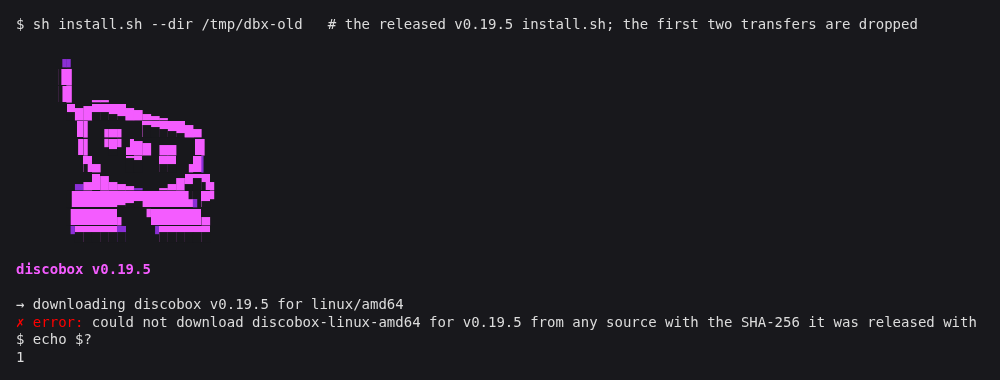 $ sh install.sh --dir /tmp/dbx-old   # the released v0.19.5 install.sh; the first two transfers are dropped
discobox v0.19.5
→ downloading discobox v0.19.5 for linux/amd64
✗ error: could not download discobox-linux-amd64 for v0.19.5 from any source with the SHA-256 it was released with
$ echo $?
1